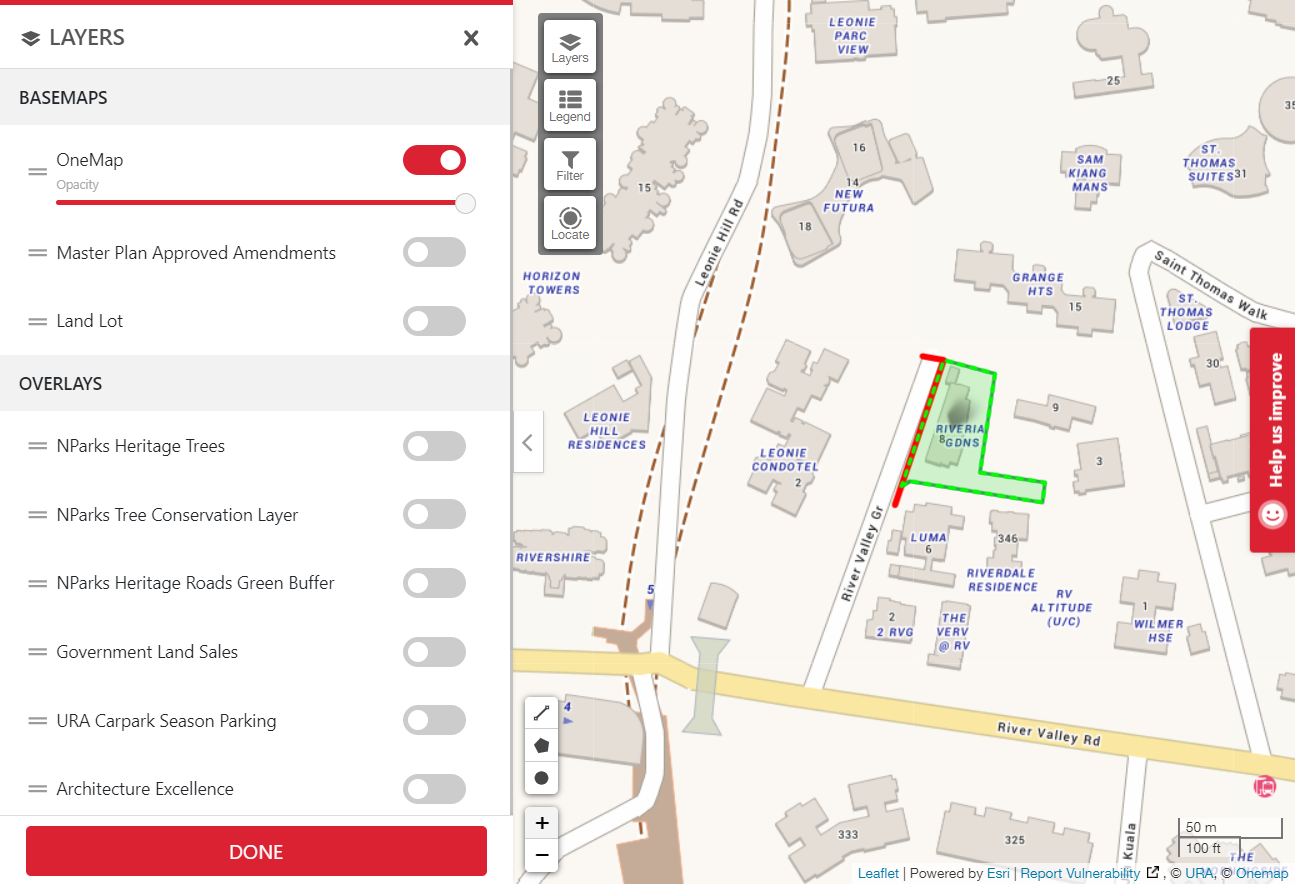 LAYERS
BASEMAPS
OneMap
Opacity
Master Plan Approved Amendments
Land Lot
OVERLAYS
NParks Heritage Trees
NParks Tree Conservation Layer
NParks Heritage Roads Green Buffer
Government Land Sales
URA Carpark Season Parking
Architecture Excellence
DONE
Layers
Legend
Filter
Locate
LEONIE
PARC
VIEW
25
35
15
16
14
NEW
FUTURA
18
SAM
KIANG
MANS
ST.
THOMAS
SUITES 31
Leonie Hill Rd
HORIZON
TOWERS
GRANGE
HTS
15
Saint Thomas Walk
ST.
THOMAS
LODGE
30
Help us improve
LEONIE
HILL
RESIDENCES
LEONIE
CONDOTEL
2
RIVERIA
GDNS
8
9
3
River Valley Gr
LUMA
6
346
RIVERDALE
RESIDENCE
RIVERSHIRE
5
2
2 RVG
THE
VERV
@ RV
RV
ALTITUDE
(U/C)
1
WILMER
HSE
4
River Valley Rd
333
325
Kuala
THE
+
−
50 m
100 ft
Leaflet | Powered by Esri | Report Vulnerability , © URA, © Onemap